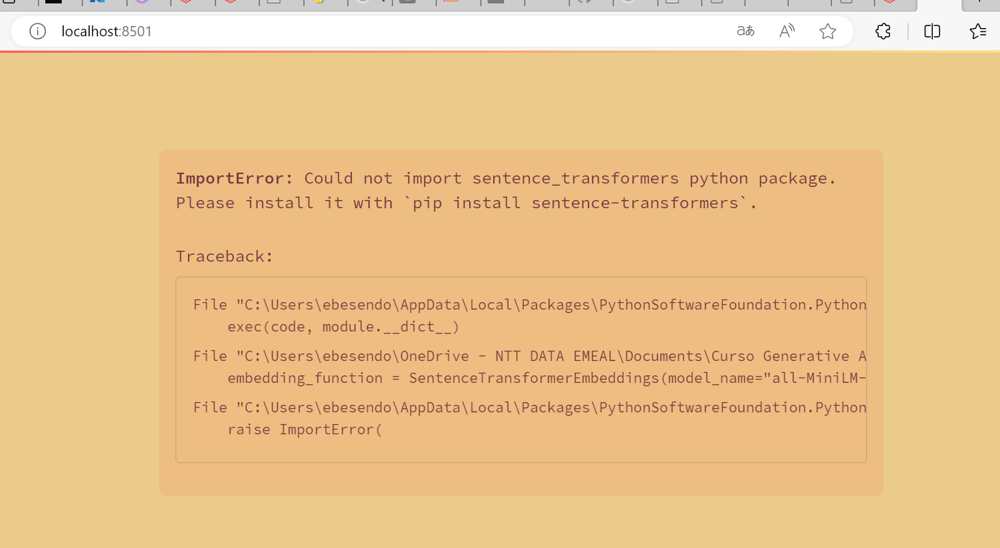 localhost:8501
ImportError: Could not import sentence_transformers python package.
Please install it with `pip install sentence-transformers`.
Traceback:
File "C:\Users\ebesendo\AppData\Local\Packages\PythonSoftwareFoundation.Python
exec(code, module.__dict__)
File "C:\Users\ebesendo\OneDrive - NTT DATA EMEAL\Documents\Curso Generative A
embedding_function = SentenceTransformerEmbeddings(model_name="all-MiniLM-
File "C:\Users\ebesendo\AppData\Local\Packages\PythonSoftwareFoundation.Python
raise ImportError(